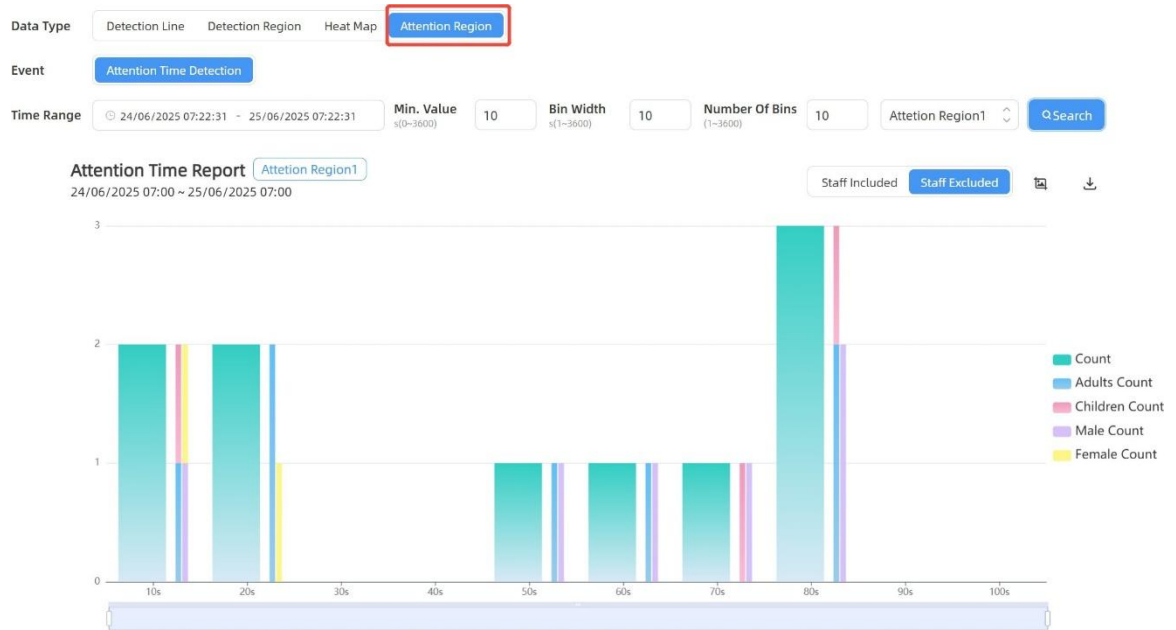 Data Type Detection Line Detection Region Heat Map Attention Region
Event Attention Time Detection
Time Range 24/06/2025 07:22:31 - 25/06/2025 07:22:31 Min. Value 10 Bin Width 10 Number Of Bins 10 Attetion Region1 Search
s(0~3600) s(1~3600) (1~3600)
Attention Time Report Attetion Region1
24/06/2025 07:00 ~ 25/06/2025 07:00
Staff Included Staff Excluded
3
2
1
0
10s 20s 30s 40s 50s 60s 70s 80s 90s 100s
Count
Adults Count
Children Count
Male Count
Female Count